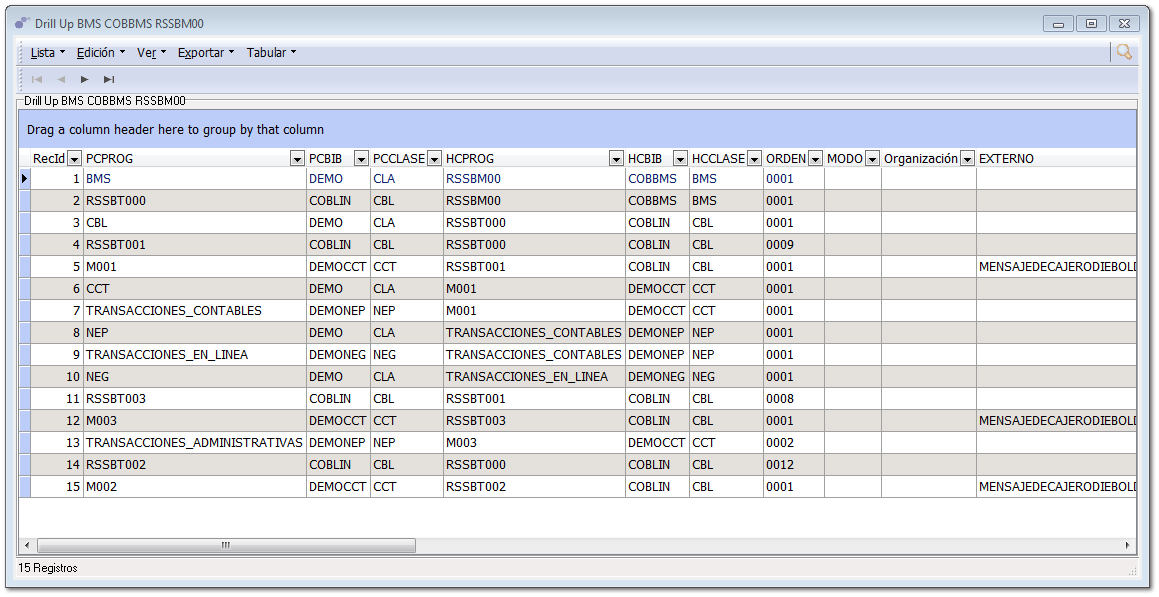 Drill Up BMS COBBMS RSSBM00
Lista Edición Ver Exportar Tabular
Drill Up BMS COBBMS RSSBM00
Drag a column header here to group by that column
RecId PCPROG PCBIB PCCLASE HCPROG HCBIB HCCLASE ORDEN MODO Organización EXTERNO
1 BMS DEMO CLA RSSBM00 COBBMS BMS 0001
2 RSSBT000 COBLIN CBL RSSBM00 COBBMS BMS 0001
3 CBL DEMO CLA RSSBT000 COBLIN CBL 0001
4 RSSBT001 COBLIN CBL RSSBT000 COBLIN CBL 0009
5 M001 DEMOCCT CCT RSSBT001 COBLIN CBL 0001 MENSAJEDECAJERODIEBOLD
6 CCT DEMO CLA M001 DEMOCCT CCT 0001
7 TRANSACCIONES_CONTABLES DEMONEP NEP M001 DEMOCCT CCT 0001
8 NEP DEMO CLA TRANSACCIONES_CONTABLES DEMONEP NEP 0001
9 TRANSACCIONES_EN_LINEA DEMONEG NEG TRANSACCIONES_CONTABLES DEMONEP NEP 0001
10 NEG DEMO CLA TRANSACCIONES_EN_LINEA DEMONEG NEG 0001
11 RSSBT003 COBLIN CBL RSSBT001 COBLIN CBL 0008
12 M003 DEMOCCT CCT RSSBT003 COBLIN CBL 0001 MENSAJEDECAJERODIEBOLD
13 TRANSACCIONES_ADMINISTRATIVAS DEMONEP NEP M003 DEMOCCT CCT 0002
14 RSSBT002 COBLIN CBL RSSBT000 COBLIN CBL 0012
15 M002 DEMOCCT CCT RSSBT002 COBLIN CBL 0001 MENSAJEDECAJERODIEBOLD
15 Registros